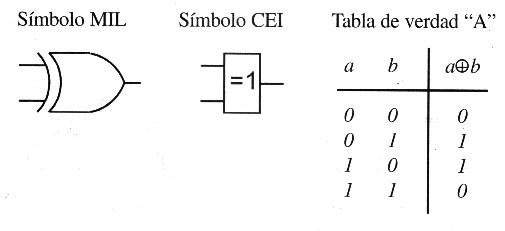 Símbolo MIL Símbolo CEI Tabla de verdad “A”
a b a⊕b
=1
0 0 0
0 1 1
1 0 1
1 1 0